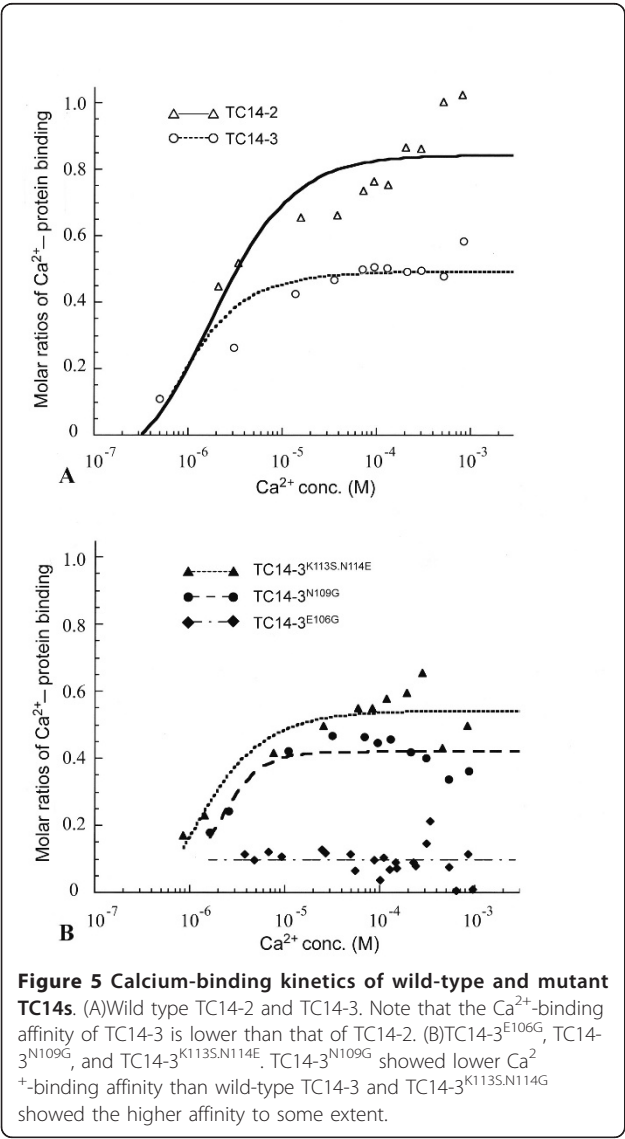 1.0
0.8
0.6
0.4
0.2
0
Molar ratios of Ca²⁺– protein binding
TC14-2
TC14-3
10⁻⁷ 10⁻⁶ 10⁻⁵ 10⁻⁴ 10⁻³
A
Ca²⁺ conc. (M)
1.0
0.8
0.6
0.4
0.2
0
Molar ratios of Ca²⁺– protein binding
TC14-3ᴷ¹¹³ˢ·ᴺ¹¹⁴ᴱ
TC14-3ᴺ¹⁰⁹ᴳ
TC14-3ᴱ¹⁰⁶ᴳ
10⁻⁷ 10⁻⁶ 10⁻⁵ 10⁻⁴ 10⁻³
B
Ca²⁺ conc. (M)
Figure 5 Calcium-binding kinetics of wild-type and mutant
TC14s. (A)Wild type TC14-2 and TC14-3. Note that the Ca²⁺-binding
affinity of TC14-3 is lower than that of TC14-2. (B)TC14-3ᴱ¹⁰⁶ᴳ, TC14-
3ᴺ¹⁰⁹ᴳ, and TC14-3ᴷ¹¹³ˢ·ᴺ¹¹⁴ᴱ. TC14-3ᴺ¹⁰⁹ᴳ showed lower Ca²
⁺-binding affinity than wild-type TC14-3 and TC14-3ᴷ¹¹³ˢ·ᴺ¹¹⁴ᴳ
showed the higher affinity to some extent.